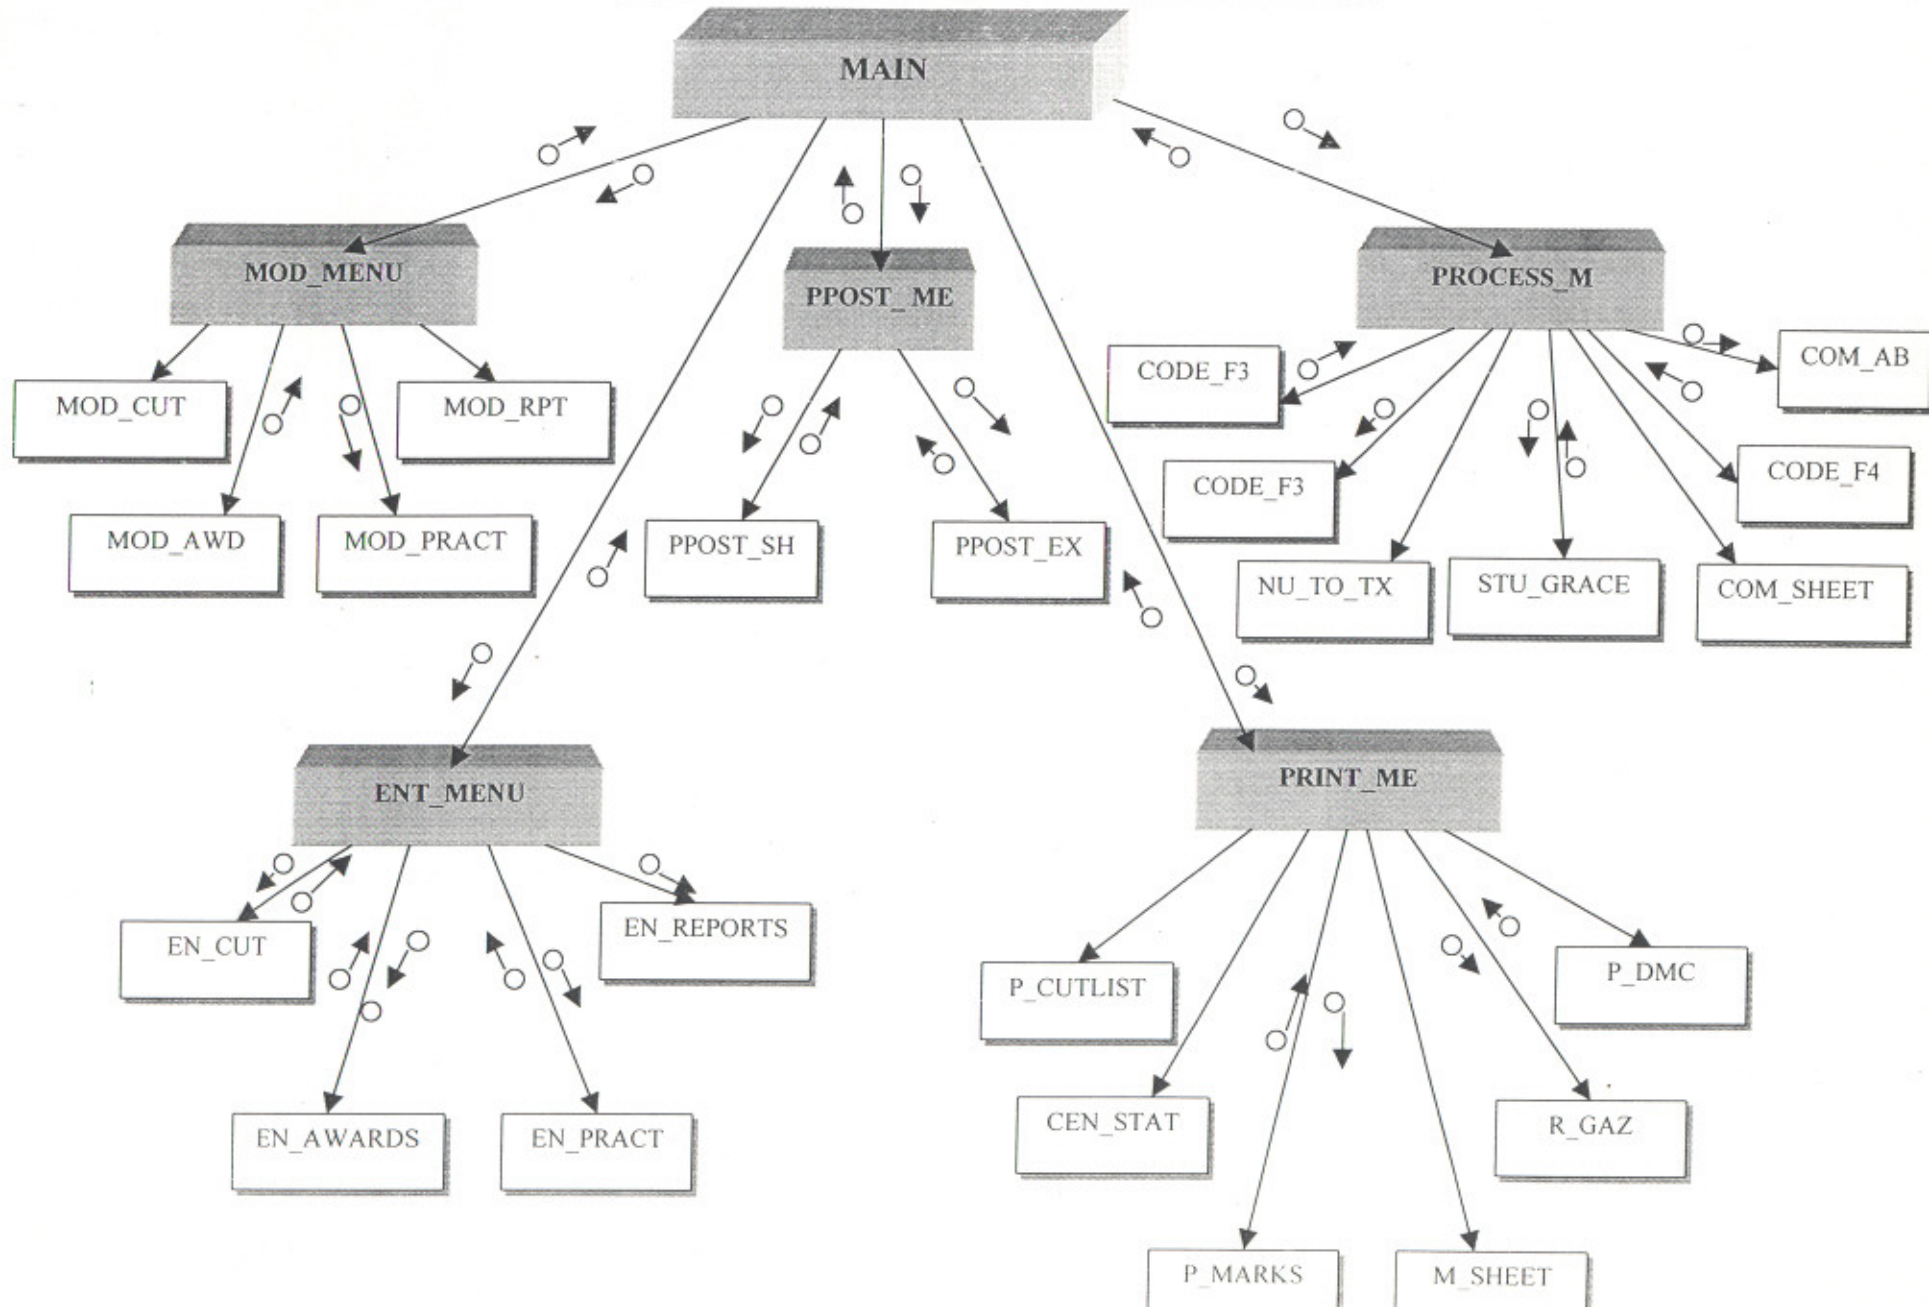 MAIN
MOD_MENU
PPOST_ME
PROCESS_M
MOD_CUT
MOD_RPT
CODE_F3
COM_AB
MOD_AWD
MOD_PRACT
PPOST_SH
PPOST_EX
CODE_F3
CODE_F4
NU_TO_TX
STU_GRACE
COM_SHEET
ENT_MENU
PRINT_ME
EN_CUT
EN_REPORTS
P_CUTLIST
P_DMC
EN_AWARDS
EN_PRACT
CEN_STAT
R_GAZ
P_MARKS
M_SHEET